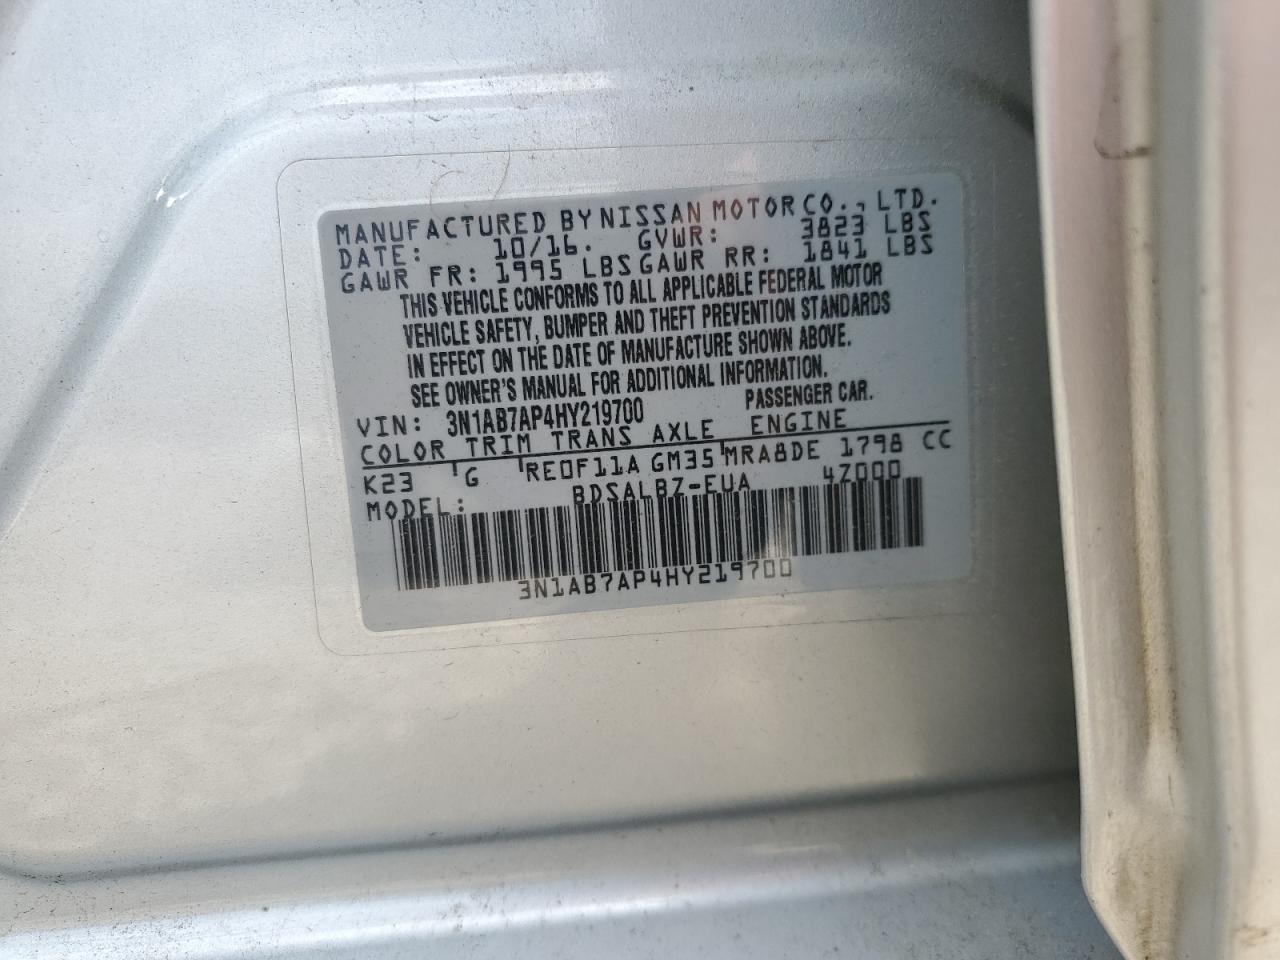 MANUFACTURED BY NISSAN MOTOR CO., LTD.
DATE: 10/16. GVWR: 3823 LBS
GAWR FR: 1995 LBS GAWR RR: 1841 LBS
THIS VEHICLE CONFORMS TO ALL APPLICABLE FEDERAL MOTOR
VEHICLE SAFETY, BUMPER AND THEFT PREVENTION STANDARDS
IN EFFECT ON THE DATE OF MANUFACTURE SHOWN ABOVE.
SEE OWNER'S MANUAL FOR ADDITIONAL INFORMATION.
VIN: 3N1AB7AP4HY219700 PASSENGER CAR.
COLOR TRIM TRANS AXLE ENGINE
K23 G RE0F11A GM35 MRA8DE 1798 CC
MODEL: BDSALBZ-EUA 4Z000
3N1AB7AP4HY219700